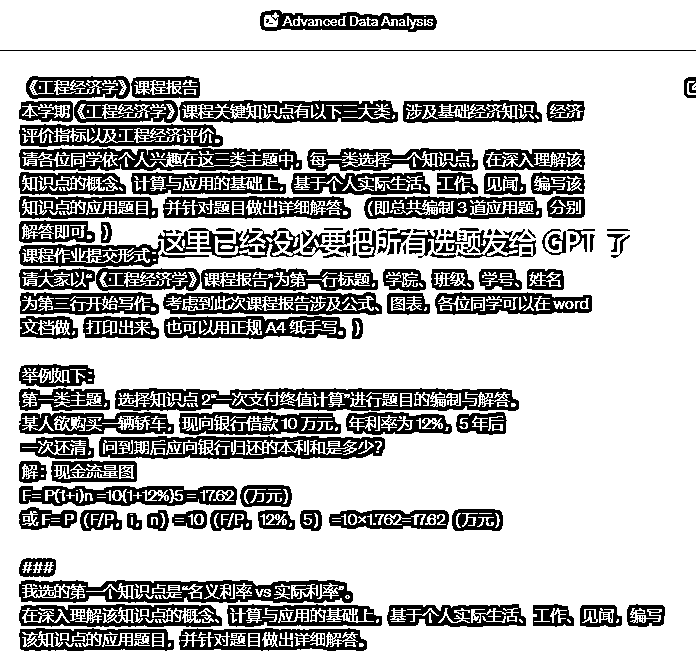 Advanced Data Analysis
《工程经济学》课程报告
本学期《工程经济学》课程关键知识点有以下三大类，涉及基础经济知识、经济
评价指标以及工程经济评价。
请各位同学依个人兴趣在这三类主题中，每一类选择一个知识点，在深入理解该
知识点的概念、计算与应用的基础上，基于个人实际生活、工作、见闻，编写该
知识点的应用题目，并针对题目做出详细解答。（即总共编制 3 道应用题，分别
解答即可。）
这里已经没必要把所有选题发给 GPT 了
课程作业提交形式：
请大家以“《工程经济学》课程报告”为第一行标题，学院、班级、学号、姓名
为第二行开始写作。考虑到此次课程报告涉及公式、图表，各位同学可以在 word
文档做，打印出来。也可以用正规 A4 纸手写。）
举例如下：
第一类主题，选择知识点 2“一次支付终值计算”进行题目的编制与解答。
某人欲购买一辆轿车，现向银行借款 10 万元，年利率为 12%，5 年后
一次还清，问到期后应向银行归还的本利和是多少？
解：现金流量图
F= P(1+i)n =10(1+12%)5 = 17.62（万元）
或 F=P（F/P，i，n）=10（F/P，12%，5）=10×1.762=17.62（万元）
###
我选的第一个知识点是“名义利率 vs 实际利率”。
在深入理解该知识点的概念、计算与应用的基础上，基于个人实际生活、工作、见闻，编写
该知识点的应用题目，并针对题目做出详细解答。